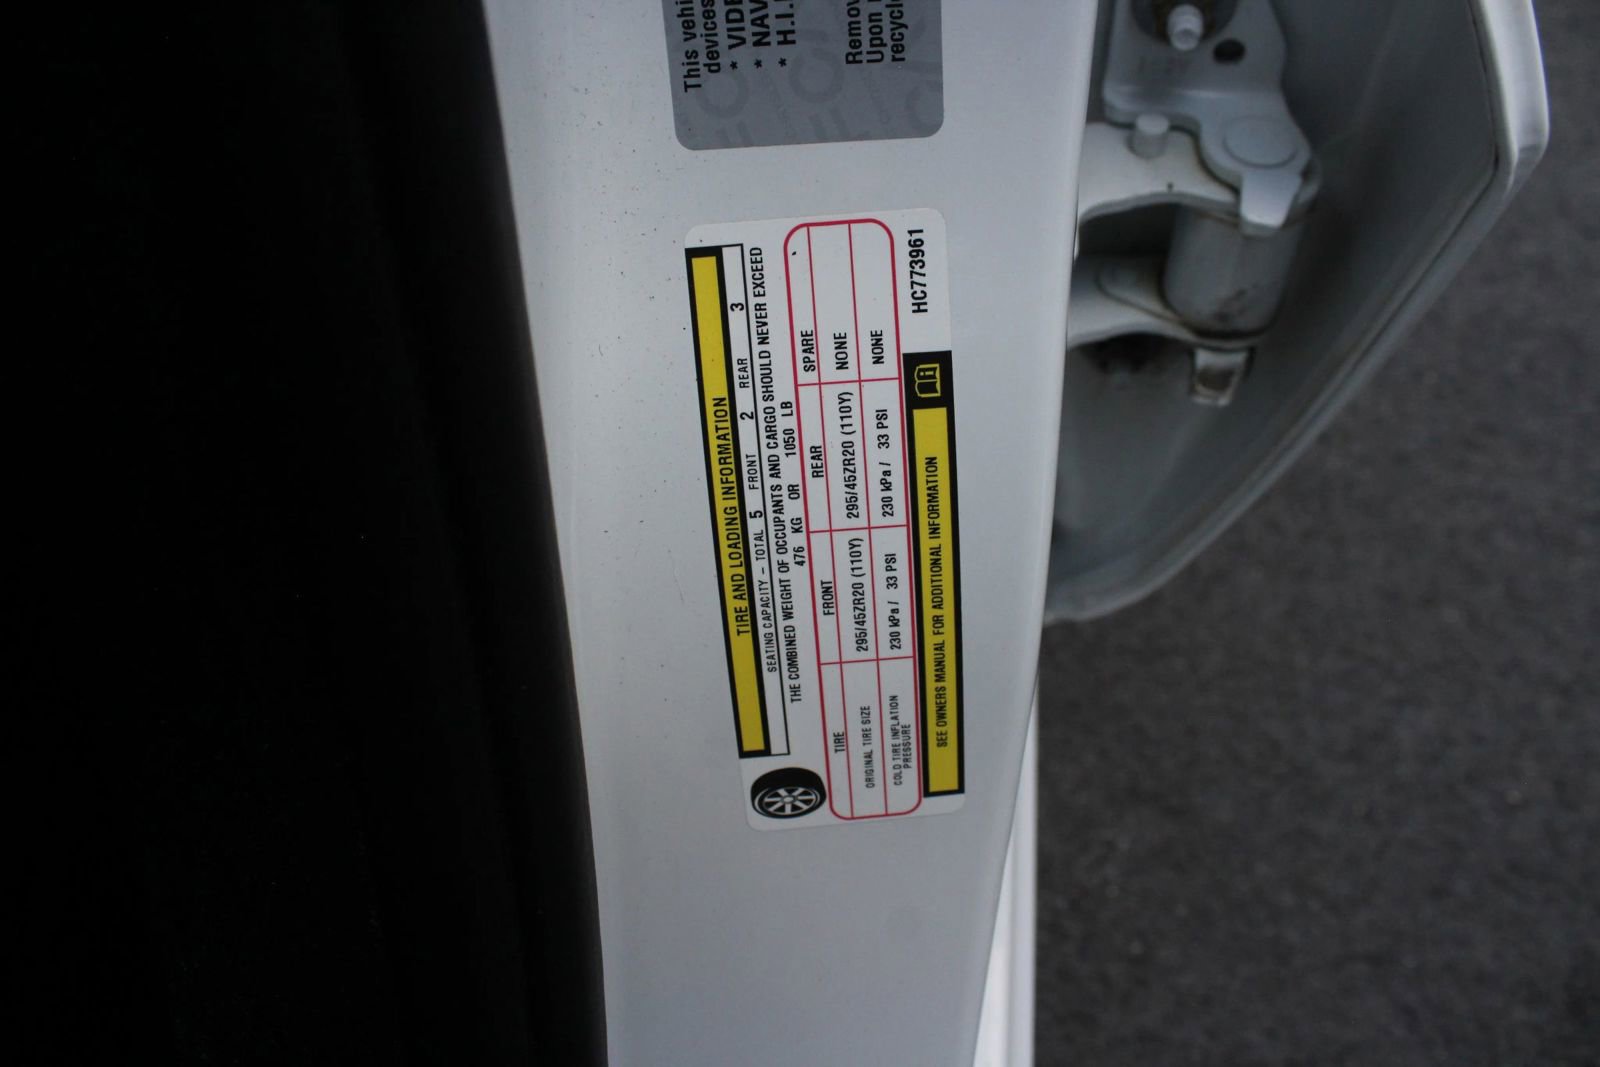 This vehi
devices
* VIDE
* NAV
* H.I.
Remov
Upon
recycl
TIRE AND LOADING INFORMATION
SEATING CAPACITY – TOTAL 5 FRONT 2 REAR 3
THE COMBINED WEIGHT OF OCCUPANTS AND CARGO SHOULD NEVER EXCEED
476 KG OR 1050 LB
TIRE FRONT REAR SPARE
ORIGINAL TIRE SIZE 295/45ZR20 (110Y) 295/45ZR20 (110Y) NONE
COLD TIRE INFLATION
PRESSURE 230 kPa / 33 PSI 230 kPa / 33 PSI NONE
SEE OWNERS MANUAL FOR ADDITIONAL INFORMATION
HC773961